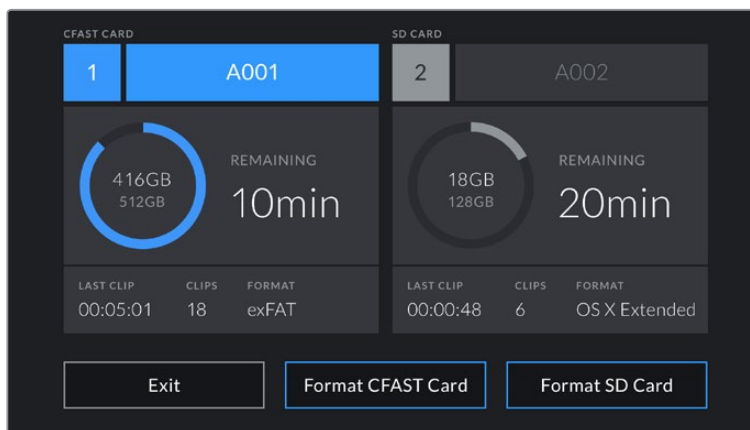 CFAST CARD
1
A001
416GB
512GB
REMAINING
10min
LAST CLIP CLIPS FORMAT
00:05:01 18 exFAT
SD CARD
2
A002
18GB
128GB
REMAINING
20min
LAST CLIP CLIPS FORMAT
00:00:48 6 OS X Extended
Exit
Format CFAST Card
Format SD Card